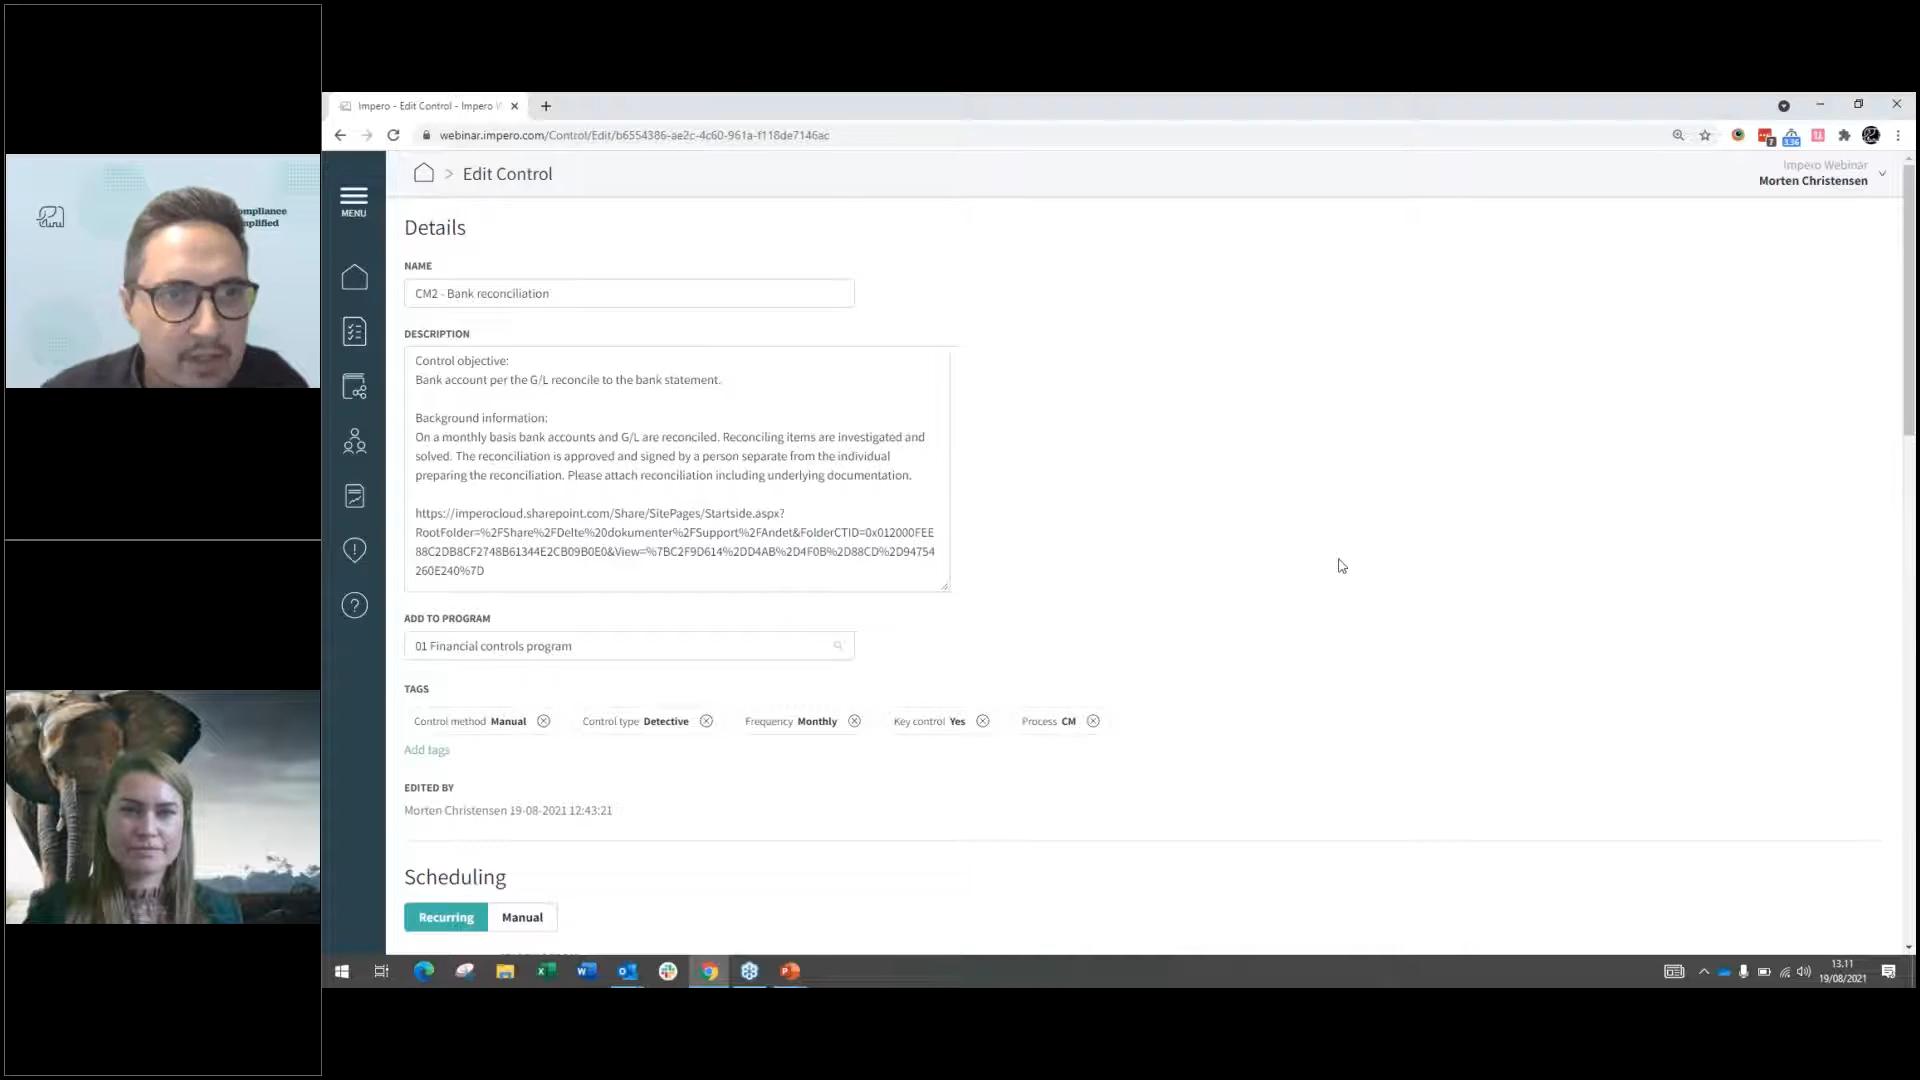 ompliance
plified
Impero - Edit Control - Impero W
webinar.impero.com/Control/Edit/b6554386-ae2c-4c60-961a-f118de7146ac
7
3.36
MENU
> Edit Control
Impero Webinar
Morten Christensen
Details
NAME
CM2 - Bank reconciliation
DESCRIPTION
Control objective:
Bank account per the G/L reconcile to the bank statement.
Background information:
On a monthly basis bank accounts and G/L are reconciled. Reconciling items are investigated and
solved. The reconciliation is approved and signed by a person separate from the individual
preparing the reconciliation. Please attach reconciliation including underlying documentation.
https://imperocloud.sharepoint.com/Share/SitePages/Startside.aspx?
RootFolder=%2FShare%2FDelte%20dokumenter%2FSupport%2FAndet&FolderCTID=0x012000FEE
88C2DB8CF2748B61344E2CB09B0E0&View=%7BC2F9D614%2DD4AB%2D4F0B%2D88CD%2D94754
260E240%7D
ADD TO PROGRAM
01 Financial controls program
TAGS
Control method Manual
Control type Detective
Frequency Monthly
Key control Yes
Process CM
Add tags
EDITED BY
Morten Christensen 19-08-2021 12:43:21
Scheduling
Recurring
Manual
13.11
19/08/2021